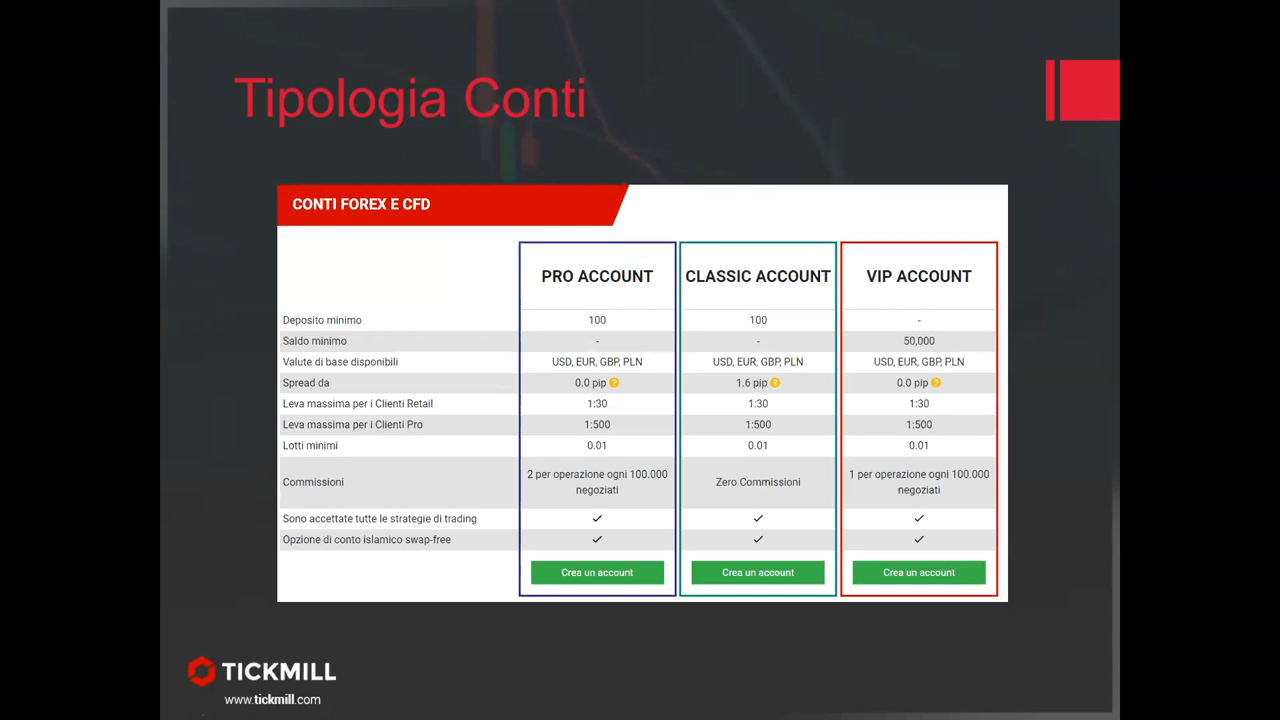 Tipologia Conti
CONTI FOREX E CFD
PRO ACCOUNT CLASSIC ACCOUNT VIP ACCOUNT
Deposito minimo 100 100 -
Saldo minimo - - 50,000
Valute di base disponibili USD, EUR, GBP, PLN USD, EUR, GBP, PLN USD, EUR, GBP, PLN
Spread da 0.0 pip ? 1.6 pip ? 0.0 pip ?
Leva massima per i Clienti Retail 1:30 1:30 1:30
Leva massima per i Clienti Pro 1:500 1:500 1:500
Lotti minimi 0.01 0.01 0.01
Commissioni 2 per operazione ogni 100.000 negoziati Zero Commissioni 1 per operazione ogni 100.000 negoziati
Sono accettate tutte le strategie di trading ✓ ✓ ✓
Opzione di conto islamico swap-free ✓ ✓ ✓
Crea un account Crea un account Crea un account
TICKMILL
www.tickmill.com